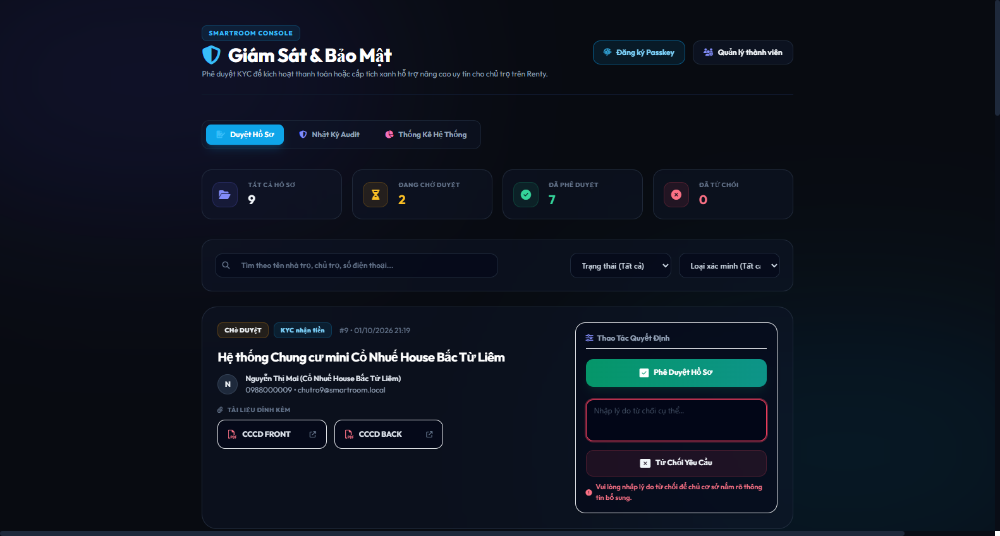 SMARTROOM CONSOLE
Giám Sát & Bảo Mật
Phê duyệt KYC để kích hoạt thanh toán hoặc cấp tích xanh hỗ trợ nâng cao uy tín cho chủ trọ trên Renty.
Đăng ký Passkey
Quản lý thành viên
Duyệt Hồ Sơ
Nhật Ký Audit
Thống Kê Hệ Thống
TẤT CẢ HỒ SƠ
9
ĐANG CHỜ DUYỆT
2
ĐÃ PHÊ DUYỆT
7
ĐÃ TỪ CHỐI
0
Tìm theo tên nhà trọ, chủ trọ, số điện thoại...
Trạng thái (Tất cả)
Loại xác minh (Tất cả
CHờ DUYệT
KYC nhận tiền
#9 • 01/10/2026 21:19
Hệ thống Chung cư mini Cổ Nhuế House Bắc Từ Liêm
N
Nguyễn Thị Mai (Cổ Nhuế House Bắc Từ Liêm)
0988000009 • chutro9@smartroom.local
TÀI LIỆU ĐÍNH KÈM
PDF CCCD FRONT
PDF CCCD BACK
Thao Tác Quyết Định
Phê Duyệt Hồ Sơ
Nhập lý do từ chối cụ thể...
Từ Chối Yêu Cầu
Vui lòng nhập lý do từ chối để chủ cơ sở nắm rõ thông
tin bổ sung.